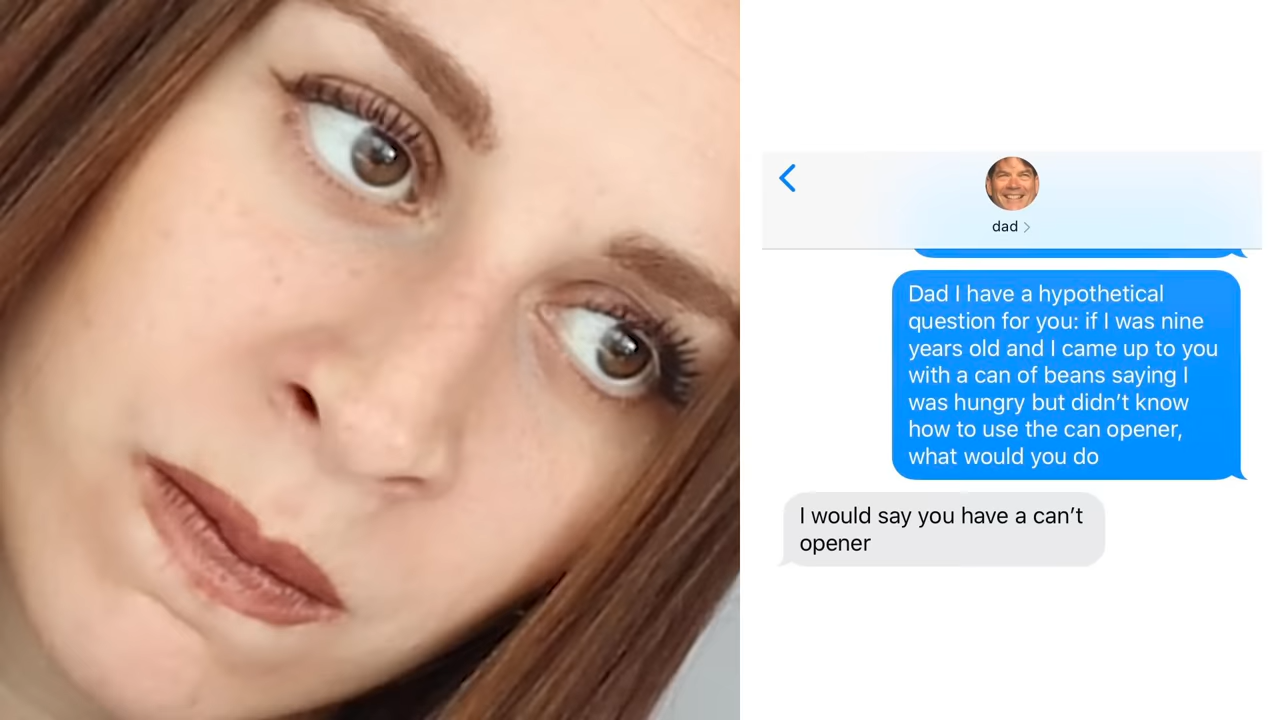 dad
Dad I have a hypothetical
question for you: if I was nine
years old and I came up to you
with a can of beans saying I
was hungry but didn’t know
how to use the can opener,
what would you do
I would say you have a can’t
opener